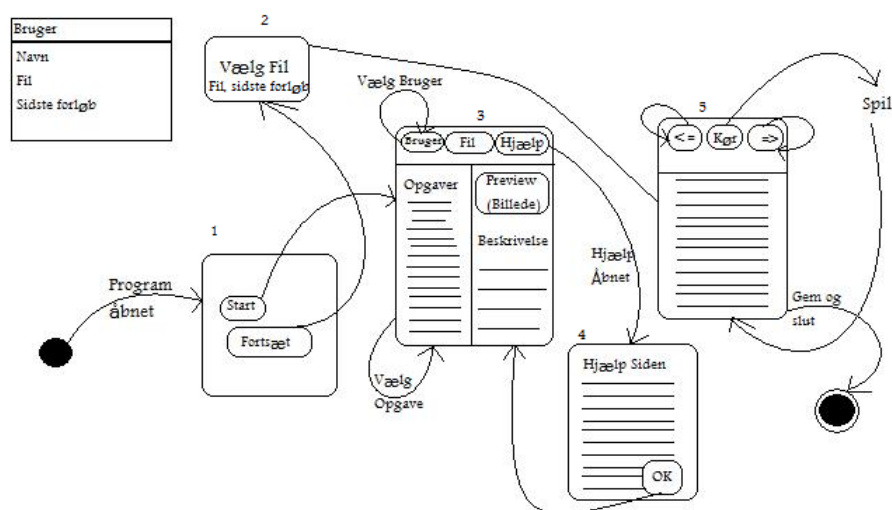 Bruger
Navn
Fil
Sidste forløb
2
Vælg Fil
Fil, sidste forløb
Vælg Bruger
3
Bruger
Fil
Hjælp
Opgaver
Preview
(Billede)
Beskrivelse
5
<=
Kør
=>
Spil
1
Program
åbnet
Start
Fortsæt
Vælg
Opgave
Hjælp
Åbnet
4
Hjælp Siden
OK
Gem og
slut